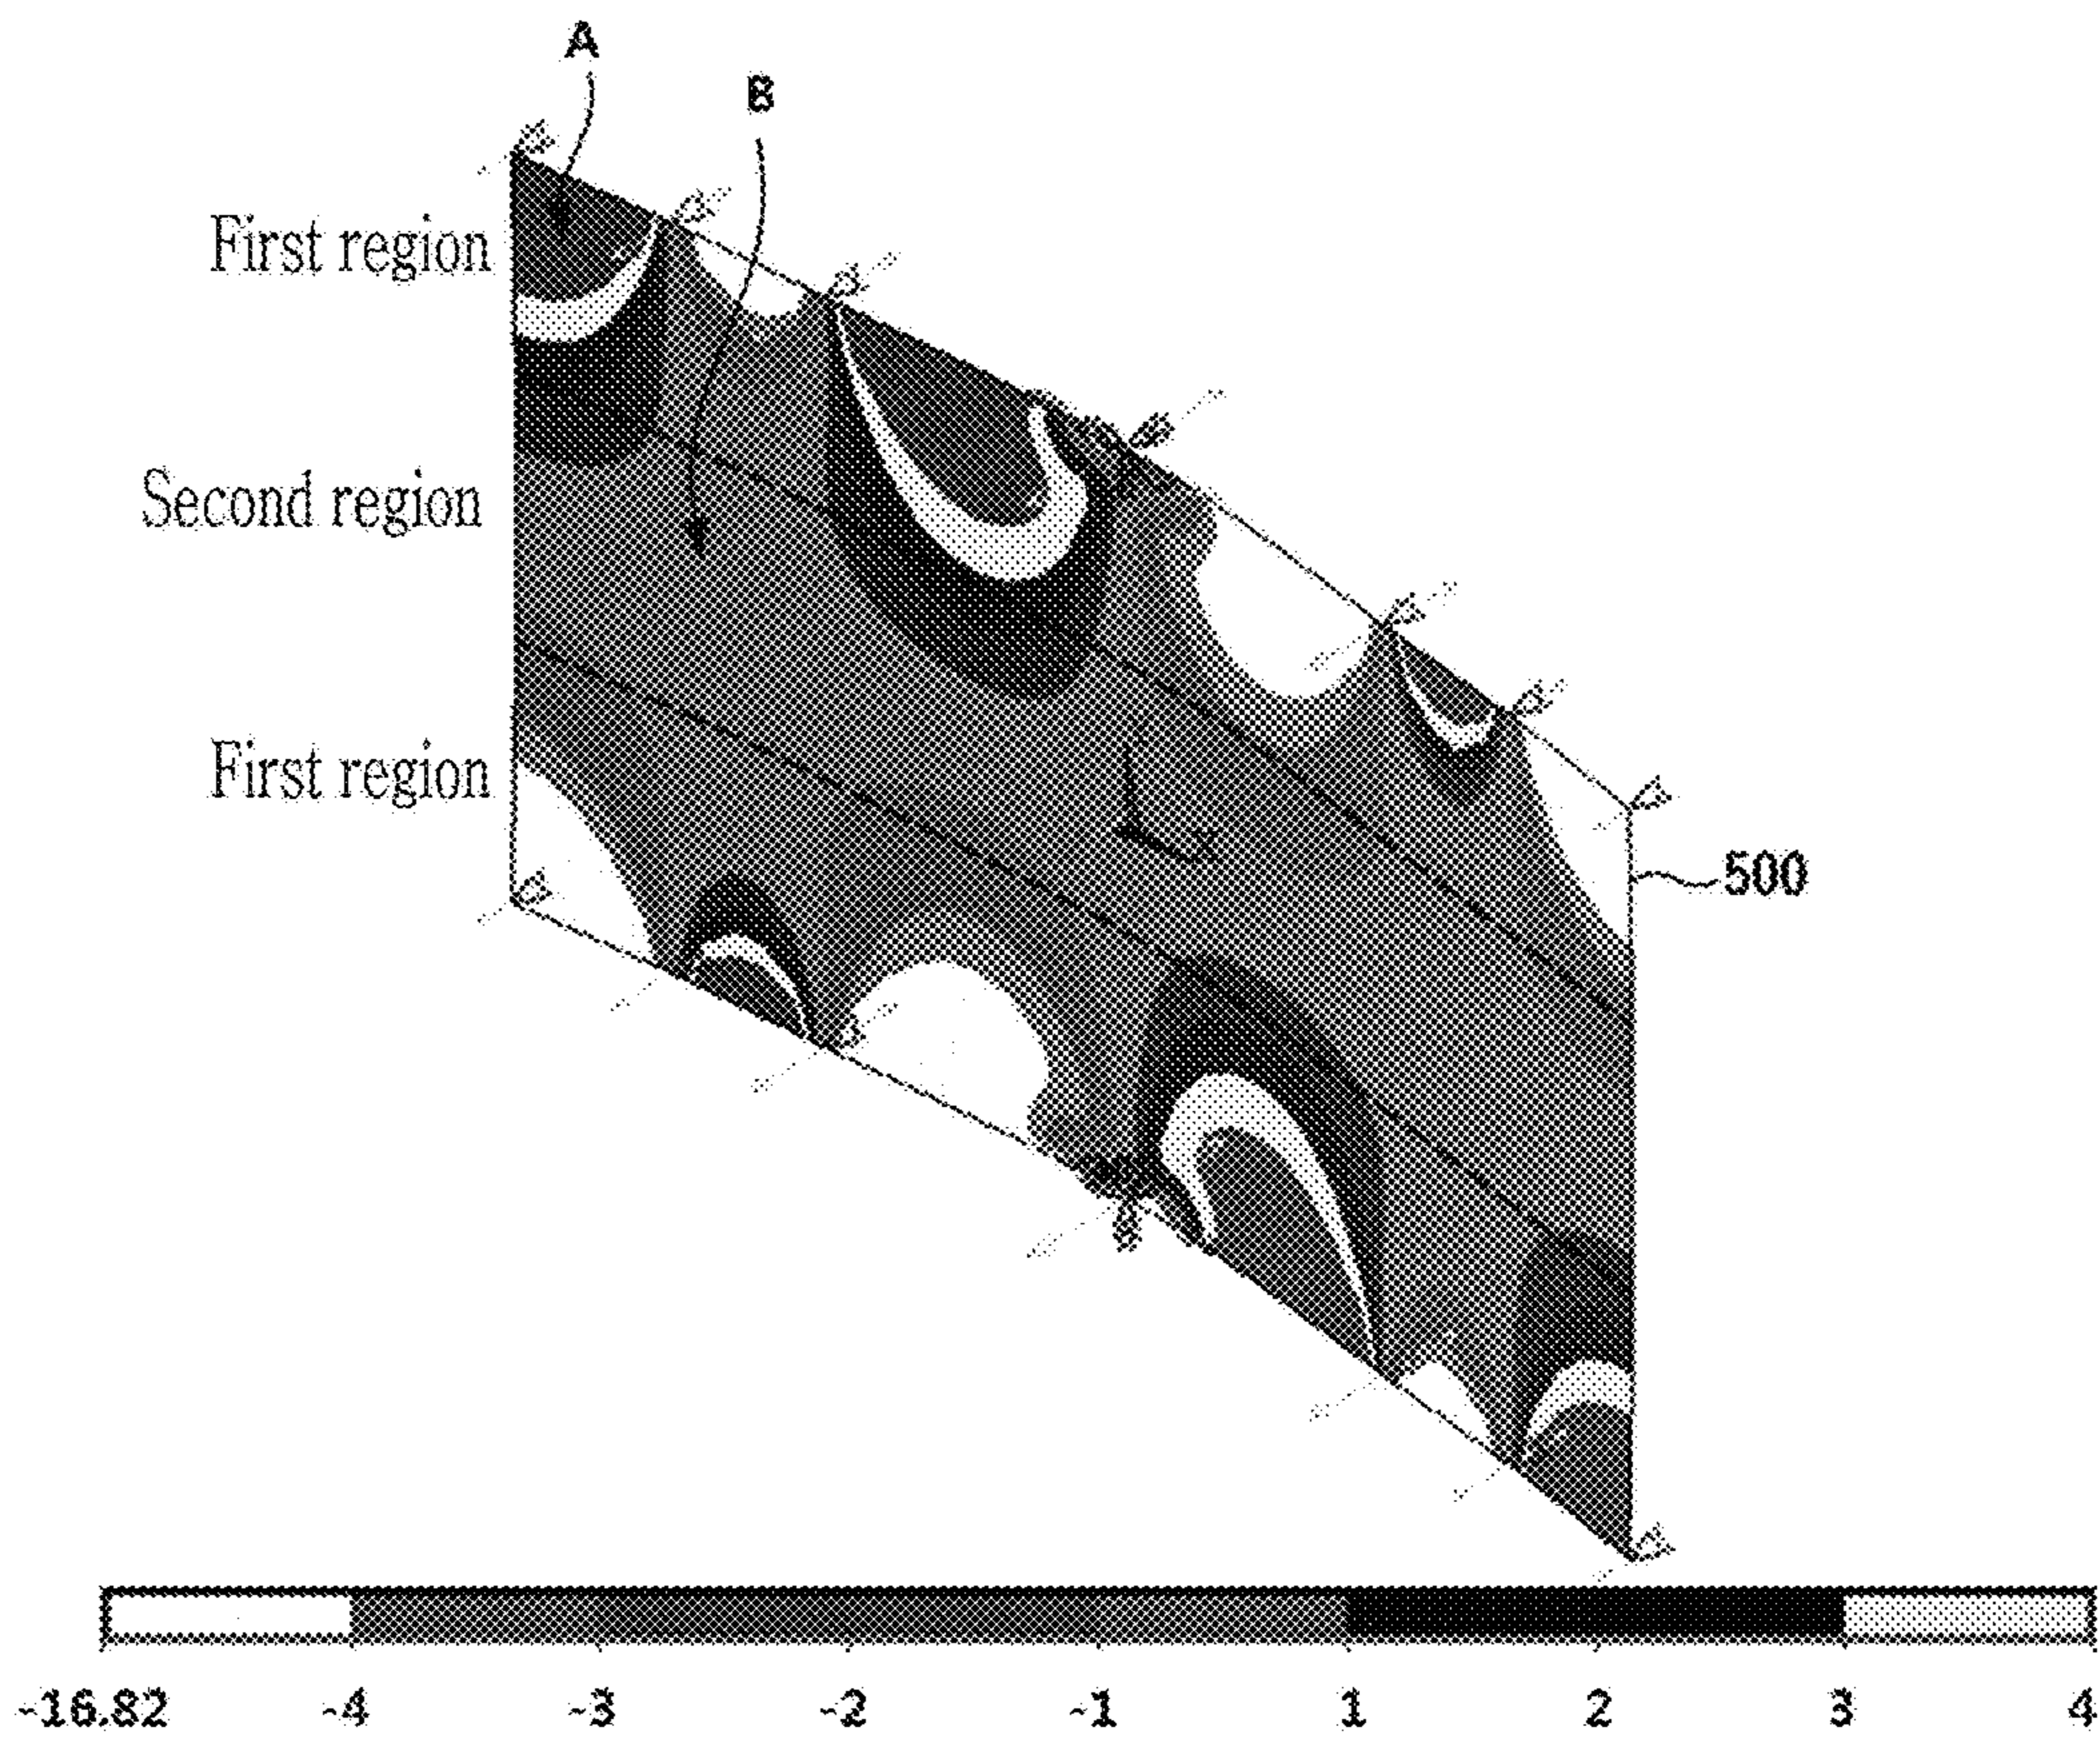 A
B
First region
Second region
First region
500
-16.82 -4 -3 -2 -1 1 2 3 4